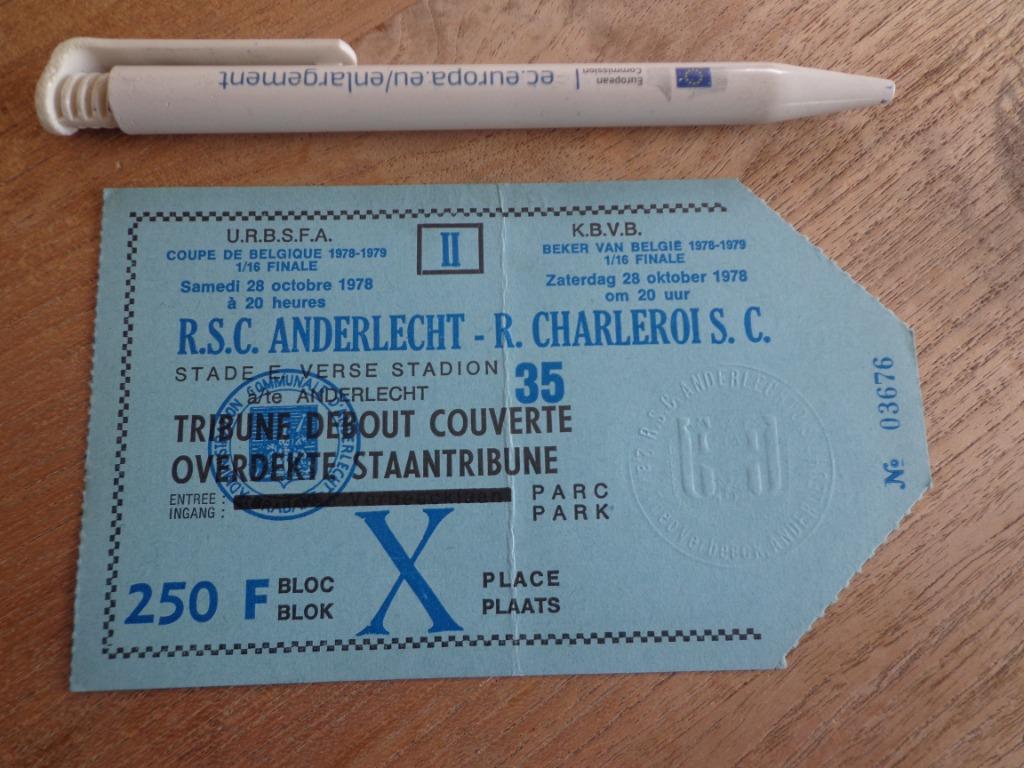 ec.europa.eu/enlargement
European
Commission
U.R.B.S.F.A.
COUPE DE BELGIQUE 1978-1979
1/16 FINALE
Samedi 28 octobre 1978
à 20 heures
II
K.B.V.B.
BEKER VAN BELGIË 1978-1979
1/16 FINALE
Zaterdag 28 oktober 1978
om 20 uur
R.S.C. ANDERLECHT - R. CHARLEROI S. C.
STADE E. VERSE STADION
35
a/te ANDERLECHT
TRIBUNE DEBOUT COUVERTE
OVERDEKTE STAANTRIBUNE
ENTREE :
INGANG :
PARC
PARK
250 F
BLOC
BLOK
X
PLACE
PLAATS
№ 03676
COMMUNALE
R.S.C. ANDERLECHT